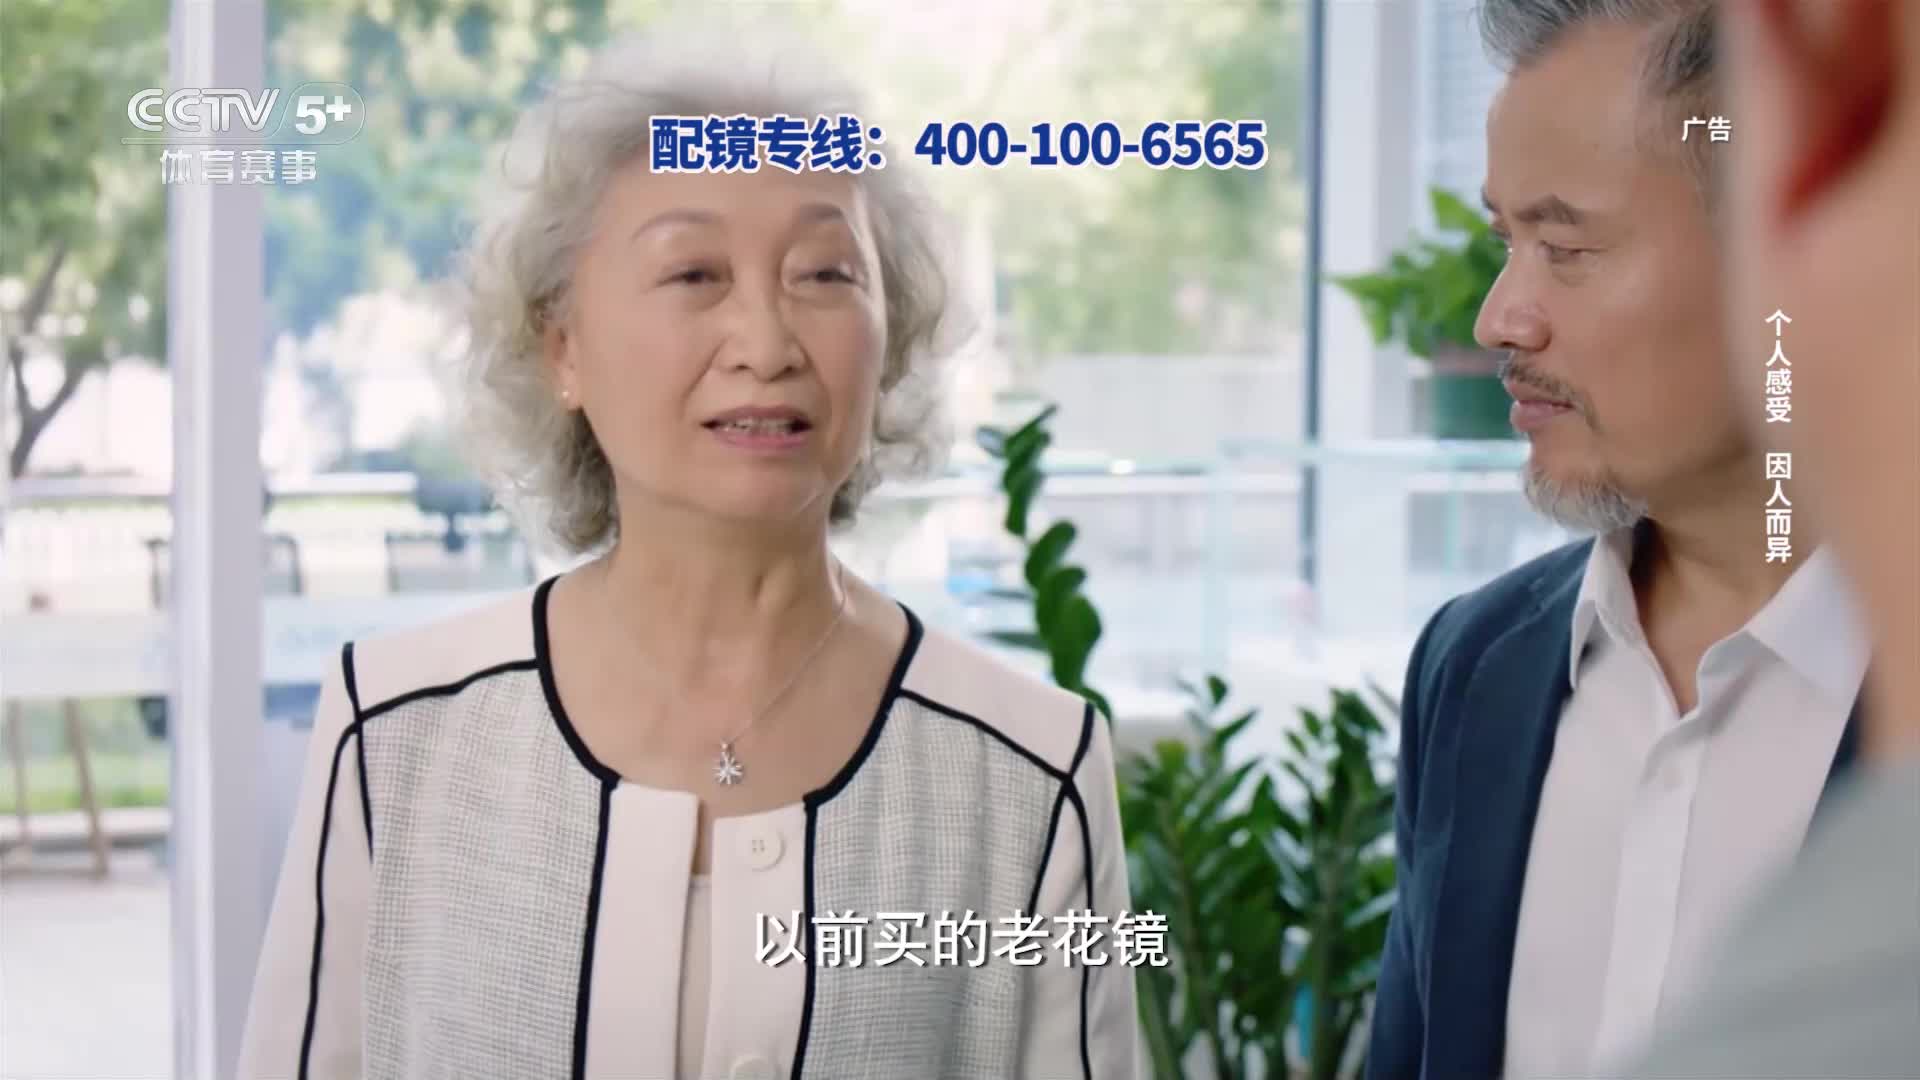 CCTV 5+
体育赛事
配镜专线：400-100-6565
广告
个人感受 因人而异
以前买的老花镜